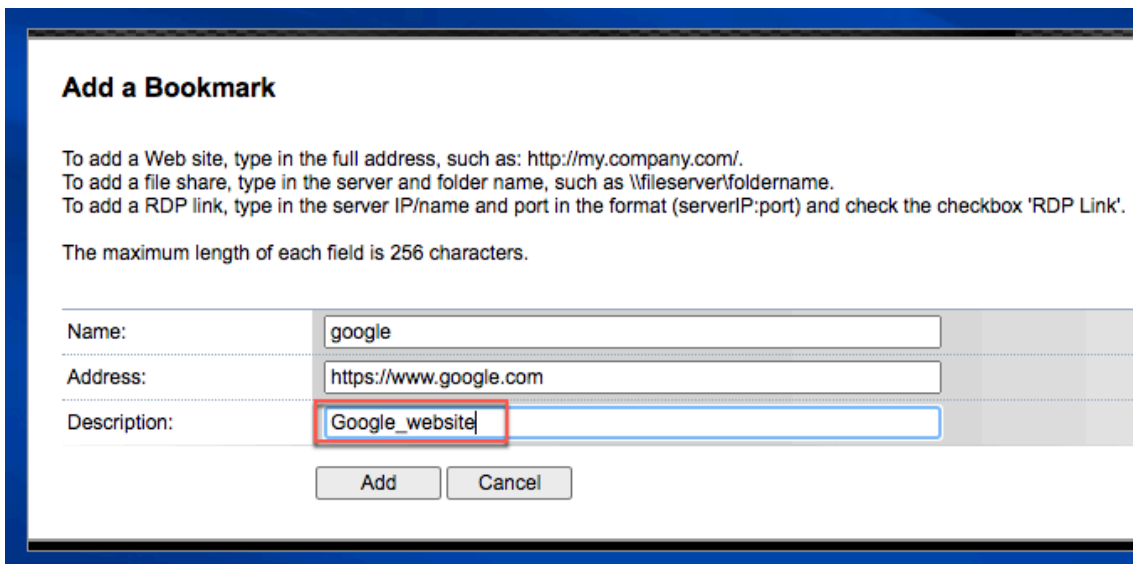 Add a Bookmark
To add a Web site, type in the full address, such as: http://my.company.com/.
To add a file share, type in the server and folder name, such as \\fileserver\foldername.
To add a RDP link, type in the server IP/name and port in the format (serverIP:port) and check the checkbox 'RDP Link'.
The maximum length of each field is 256 characters.
Name: google
Address: https://www.google.com
Description: Google_website
Add Cancel